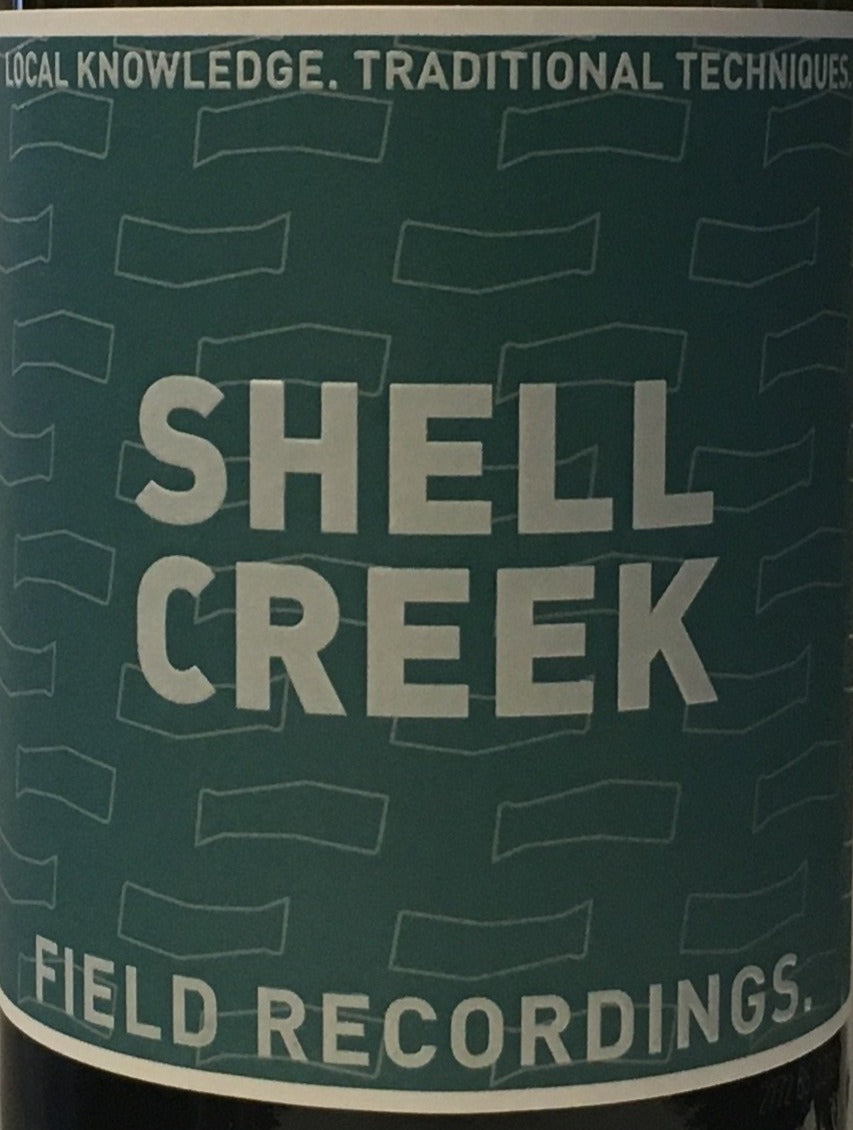 LOCAL KNOWLEDGE. TRADITIONAL TECHNIQUES.
SHELL
CREEK
FIELD RECORDINGS.